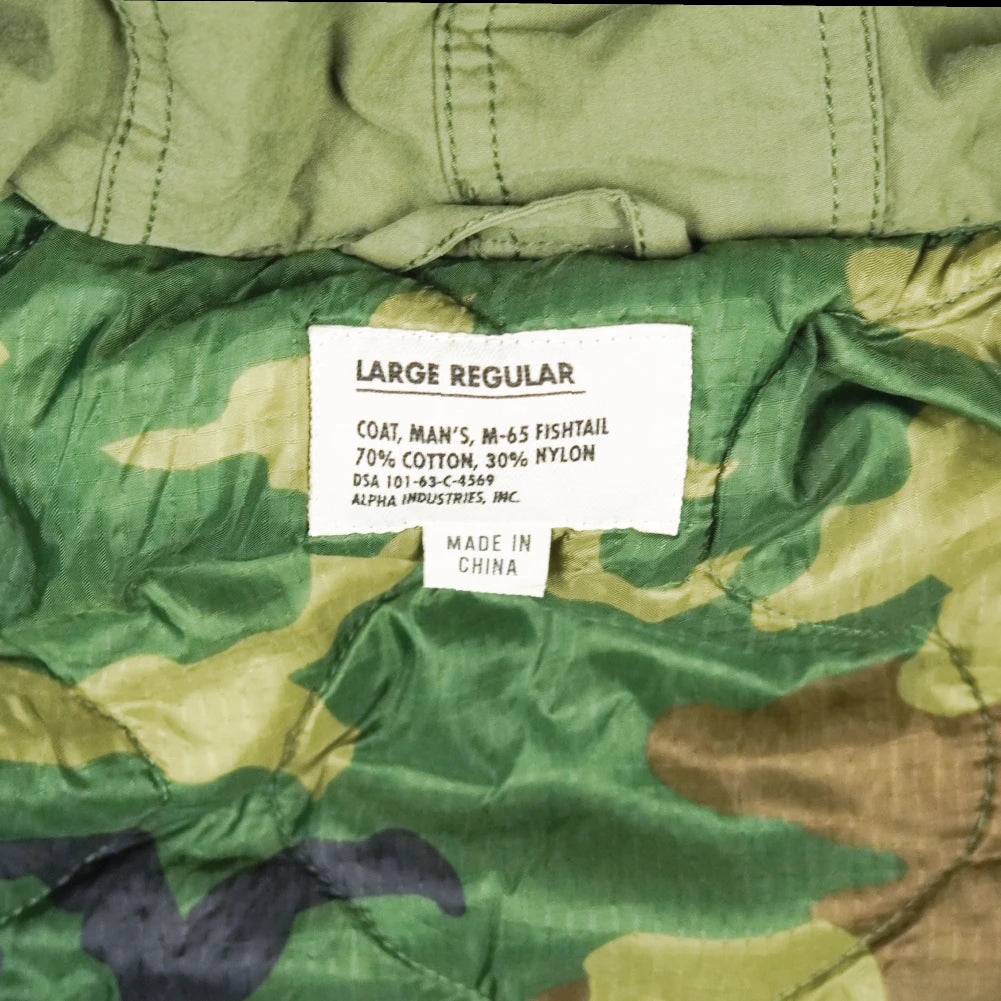 LARGE REGULAR
COAT, MAN'S, M-65 FISHTAIL
70% COTTON, 30% NYLON
DSA 101-63-C-4569
ALPHA INDUSTRIES, INC.
MADE IN
CHINA